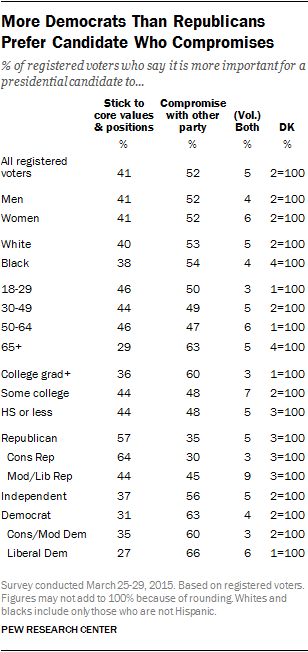 More Democrats Than Republicans
Prefer Candidate Who Compromises
% of registered voters who say it is more important for a
presidential candidate to...
Stick to Compromise (Vol.) DK
core values with other Both
& positions party
% % % %
All registered
voters 41 52 5 2=100
Men 41 52 4 2=100
Women 41 52 6 2=100
White 40 53 5 2=100
Black 38 54 4 4=100
18-29 46 50 3 1=100
30-49 44 49 5 2=100
50-64 46 47 6 1=100
65+ 29 63 5 4=100
College grad+ 36 60 3 1=100
Some college 44 48 7 2=100
HS or less 44 48 5 3=100
Republican 57 35 5 3=100
Cons Rep 64 30 3 3=100
Mod/Lib Rep 44 45 9 3=100
Independent 37 56 5 2=100
Democrat 31 63 4 2=100
Cons/Mod Dem 35 60 3 2=100
Liberal Dem 27 66 6 1=100
Survey conducted March 25-29, 2015. Based on registered voters.
Figures may not add to 100% because of rounding. Whites and
blacks include only those who are not Hispanic.
PEW RESEARCH CENTER